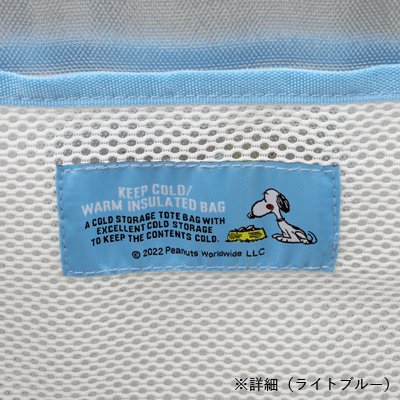 KEEP COLD/
WARM INSULATED BAG
A COLD STORAGE TOTE BAG WITH
EXCELLENT COLD STORAGE
TO KEEP THE CONTENTS COLD.
© 2022 Peanuts Worldwide LLC
※詳細（ライトブルー）